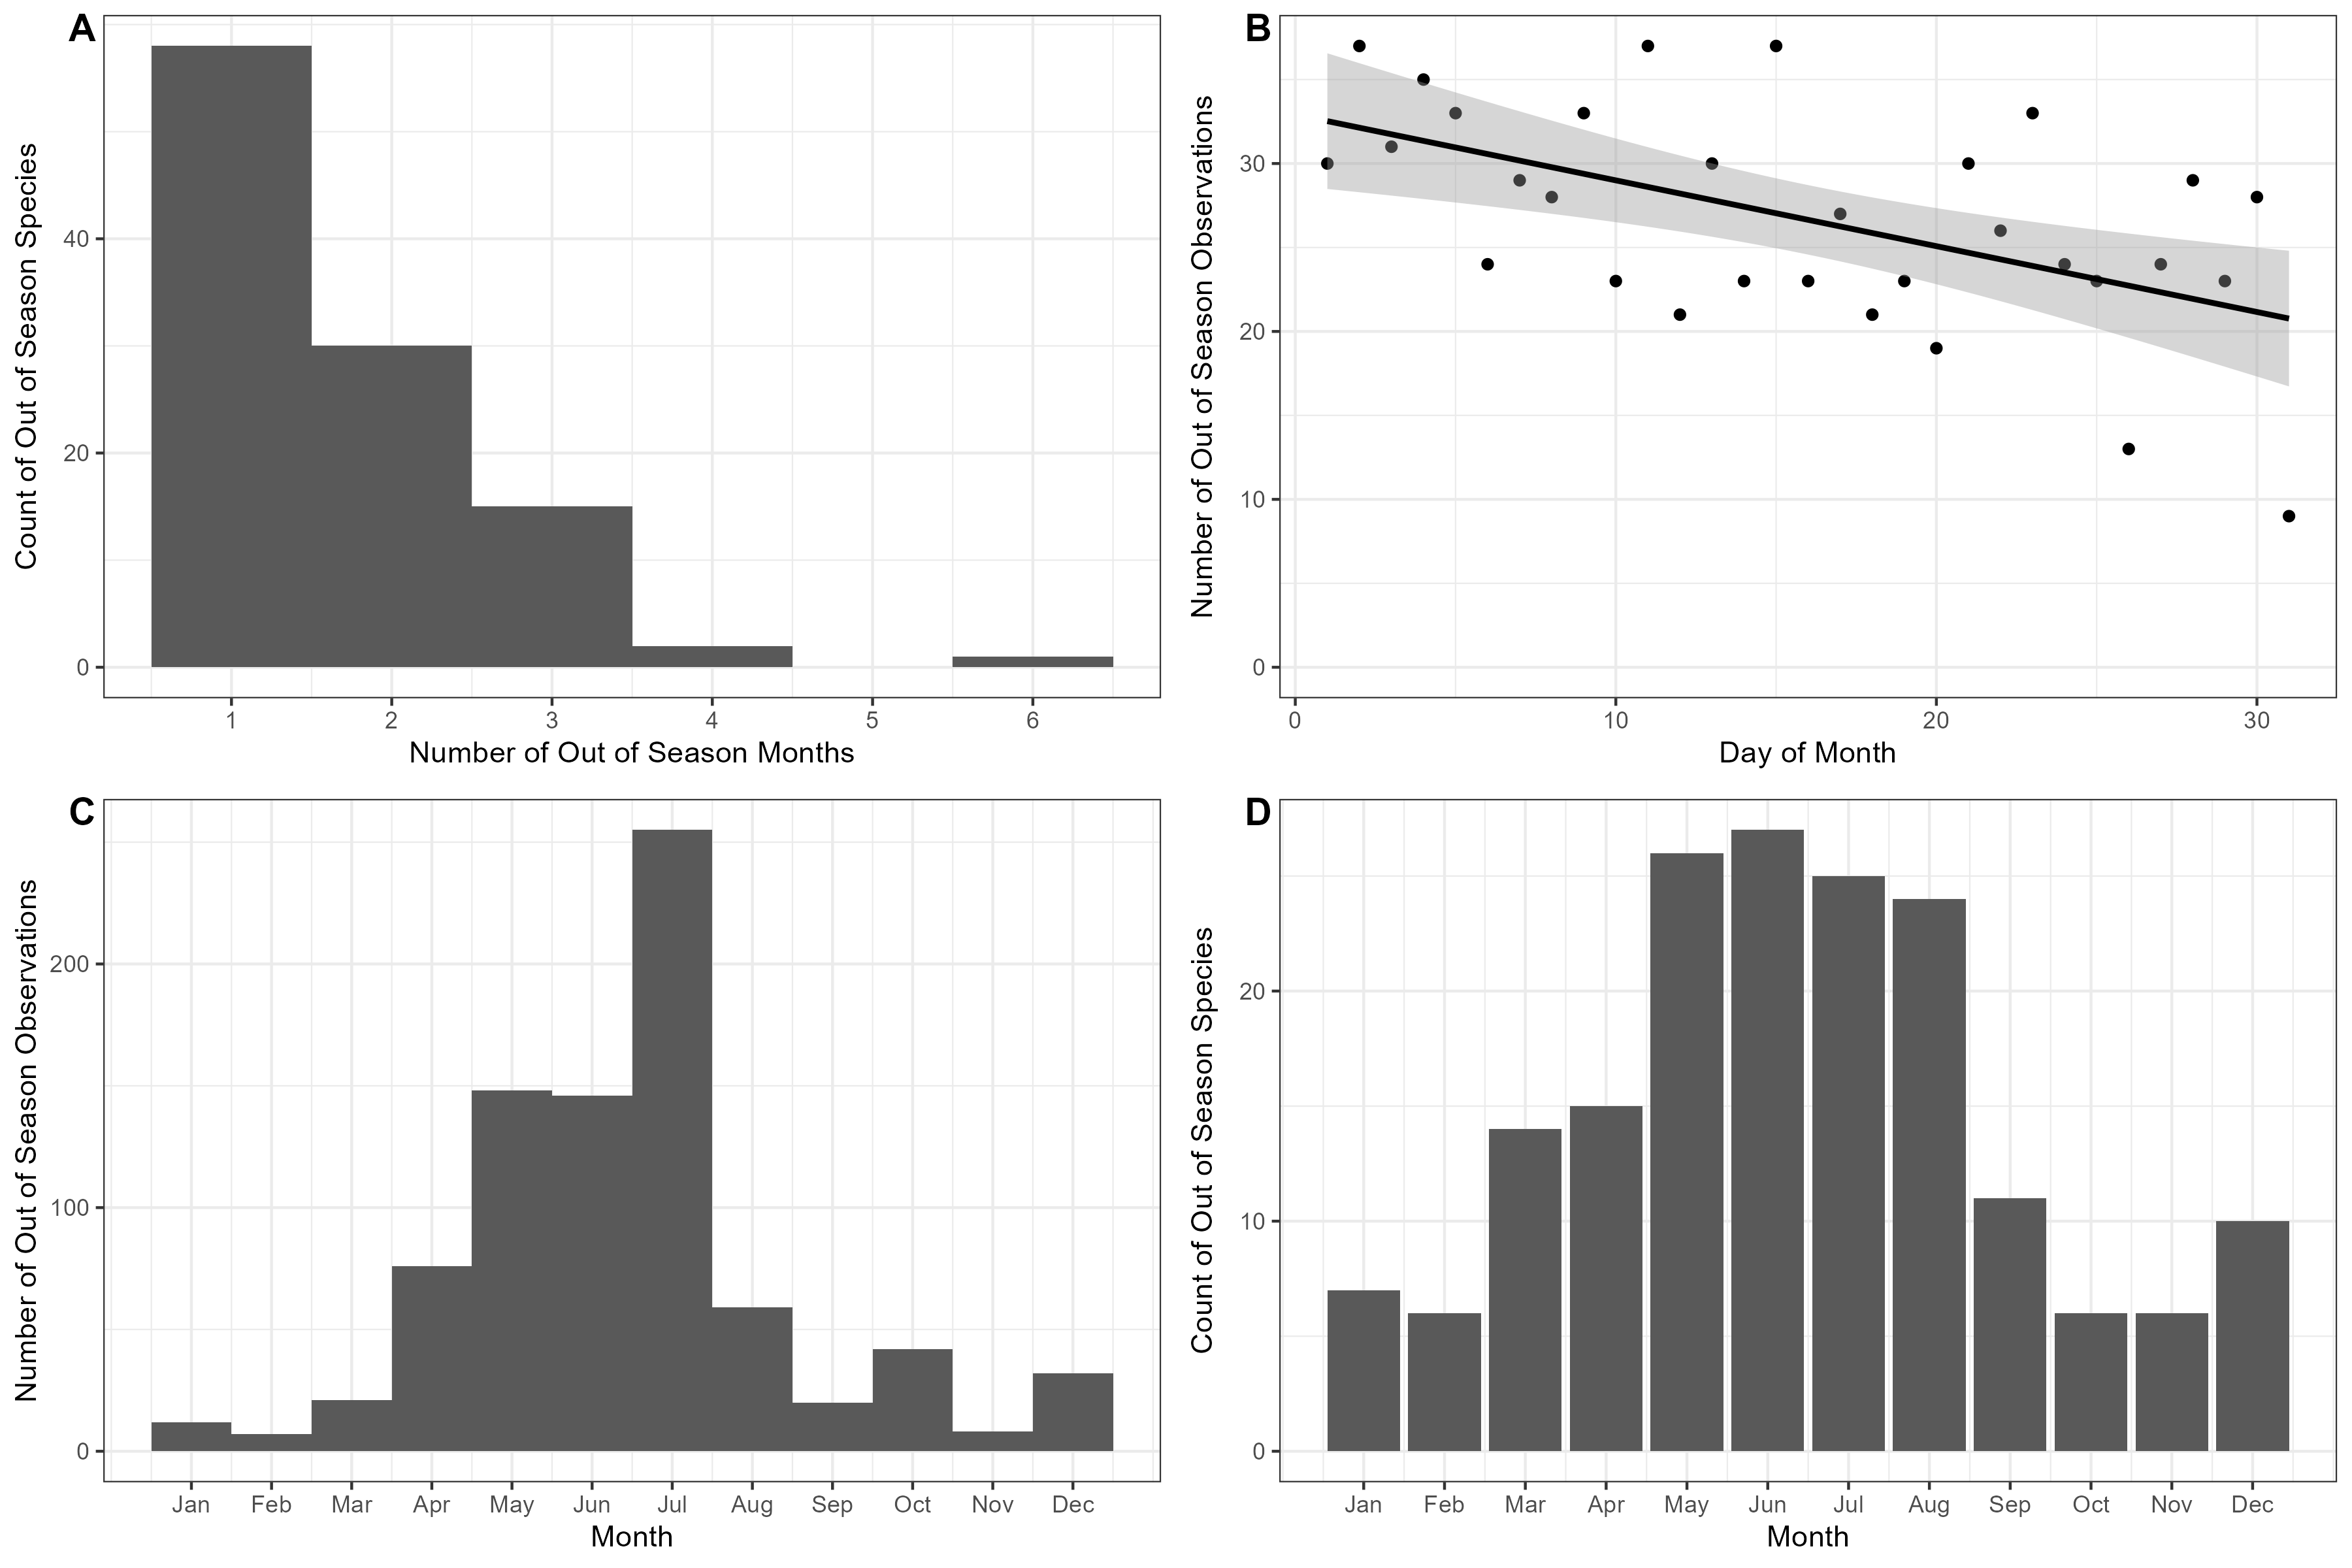 A
Count of Out of Season Species
40
20
0
1 2 3 4 5 6
Number of Out of Season Months
B
Number of Out of Season Observations
30
20
10
0
0 10 20 30
Day of Month
C
Number of Out of Season Observations
200
100
0
Jan Feb Mar Apr May Jun Jul Aug Sep Oct Nov Dec
Month
D
Count of Out of Season Species
20
10
0
Jan Feb Mar Apr May Jun Jul Aug Sep Oct Nov Dec
Month